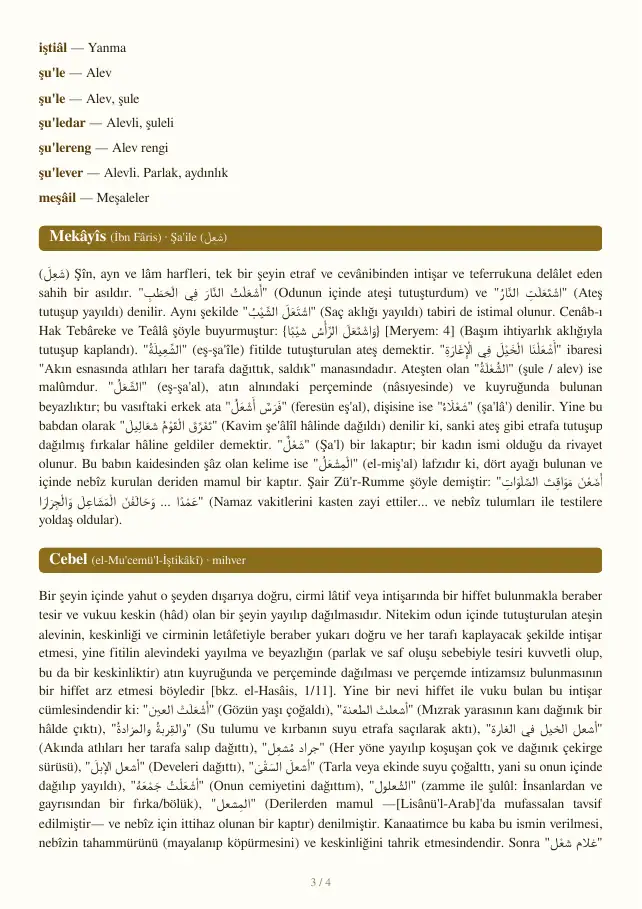 iştiâl — Yanma
şu'le — Alev
şu'le — Alev, şule
şu'ledar — Alevli, şuleli
şu'lereng — Alev rengi
şu'lever — Alevli. Parlak, aydınlık
meşâil — Meşaleler
Mekâyîs (İbn Fâris) · Şa'ile (شَعِلَ)
(شَعِلَ) Şîn, ayn ve lâm harfleri, tek bir şeyin etraf ve cevânibinden intişar ve teferrukuna delâlet eden
sahih bir asıldır. "أَشْعَلْتُ النَّارَ فِي الْحَطَبِ" (Odunun içinde ateşi tutuşturdum) ve "اشْتَعَلَتِ النَّارُ" (Ateş
tutuşup yayıldı) denilir. Aynı şekilde "اشْتَعَلَ الشَّيْبُ" (Saç aklığı yayıldı) tabiri de istimal olunur. Cenâb-ı
Hak Tebâreke ve Teâlâ şöyle buyurmuştur: {وَاشْتَعَلَ الرَّأْسُ شَيْبًا} [Meryem: 4] (Başım ihtiyarlık aklığıyla
tutuşup kaplandı). "الشَّعِيلَةُ" (eş-şa'île) fitilde tutuşturulan ateş demektir. "أَشْعَلْنَا الْخَيْلَ فِي الْإِغَارَةِ" ibaresi
"Akın esnasında atlıları her tarafa dağıttık, saldık" manasındadır. Ateşten olan "الشُّعْلَةُ" (şule / alev) ise
malûmdur. "الشَّعَلُ" (eş-şa'al), atın alnındaki perçeminde (nâsıyesinde) ve kuyruğunda bulunan
beyazlıktır; bu vasıftaki erkek ata "فَرَسٌ أَشْعَلُ" (feresün eş'al), dişisine ise "شَعْلَاءُ" (şa'lâ') denilir. Yine bu
babdan olarak "تَفَرَّقَ الْقَوْمُ شَعَالِيلَ" (Kavim şe'âlîl hâlinde dağıldı) denilir ki, sanki ateş gibi etrafa tutuşup
dağılmış fırkalar hâline geldiler demektir. "شَعْلٌ" (Şa'l) bir lakaptır; bir kadın ismi olduğu da rivayet
olunur. Bu babın kaidesinden şâz olan kelime ise "الْمِشْعَلُ" (el-miş'al) lafzıdır ki, dört ayağı bulunan ve
içinde nebîz kurulan deriden mamul bir kaptır. Şair Zü'r-Rumme şöyle demiştir: "أَضَعْنَ مَوَاقِتَ الصَّلَوَاتِ
عَمْدًا ... وَحَالَفْنَ الْمَشَاعِلَ وَالْجِرَارَا" (Namaz vakitlerini kasten zayi ettiler... ve nebîz tulumları ile testilere
yoldaş oldular).
Cebel (el-Mu'cemü'l-İştikâkî) · mihver
Bir şeyin içinde yahut o şeyden dışarıya doğru, cirmi lâtif veya intişarında bir hiffet bulunmakla beraber
tesir ve vukuu keskin (hâd) olan bir şeyin yayılıp dağılmasıdır. Nitekim odun içinde tutuşturulan ateşin
alevinin, keskinliği ve cirminin letâfetiyle beraber yukarı doğru ve her tarafı kaplayacak şekilde intişar
etmesi, yine fitilin alevindeki yayılma ve beyazlığın (parlak ve saf oluşu sebebiyle tesiri kuvvetli olup,
bu da bir keskinliktir) atın kuyruğunda ve perçeminde dağılması ve perçemde intizamsız bulunmasının
bir hiffet arz etmesi böyledir [bkz. el-Hasâis, 1/11]. Yine bir nevi hiffet ile vuku bulan bu intişar
cümlesindendir ki: "أَشْعَلَتْ العين" (Gözün yaşı çoğaldı), "أشعلت الطعنة" (Mızrak yarasının kanı dağınık bir
hâlde çıktı), "والقِربةُ والمزادةُ" (Su tulumu ve kırbanın suyu etrafa saçılarak aktı), "أشعل الخيل في الغارة"
(Akında atlıları her tarafa salıp dağıttı), "جراد مُشعِل" (Her yöne yayılıp koşuşan çok ve dağınık çekirge
sürüsü), "أشعل الإبلَ" (Develeri dağıttı), "أشعلَ السَقْىَ" (Tarla veya ekinde suyu çoğalttı, yani su onun içinde
dağılıp yayıldı), "أَشْعَلْتُ جَمْعَهُ" (Onun cemiyetini dağıttım), "الشُعلول" (zamme ile şulûl: İnsanlardan ve
gayrısından bir fırka/bölük), "المِشعل" (Derilerden mamul —[Lisânü'l-Arab]'da mufassalan tavsif
edilmiştir— ve nebîz için ittihaz olunan bir kaptır) denilmiştir. Kanaatimce bu kaba bu ismin verilmesi,
nebîzin tahammürünü (mayalanıp köpürmesini) ve keskinliğini tahrik etmesindendir. Sonra "غلام شَعْل"
3 / 4